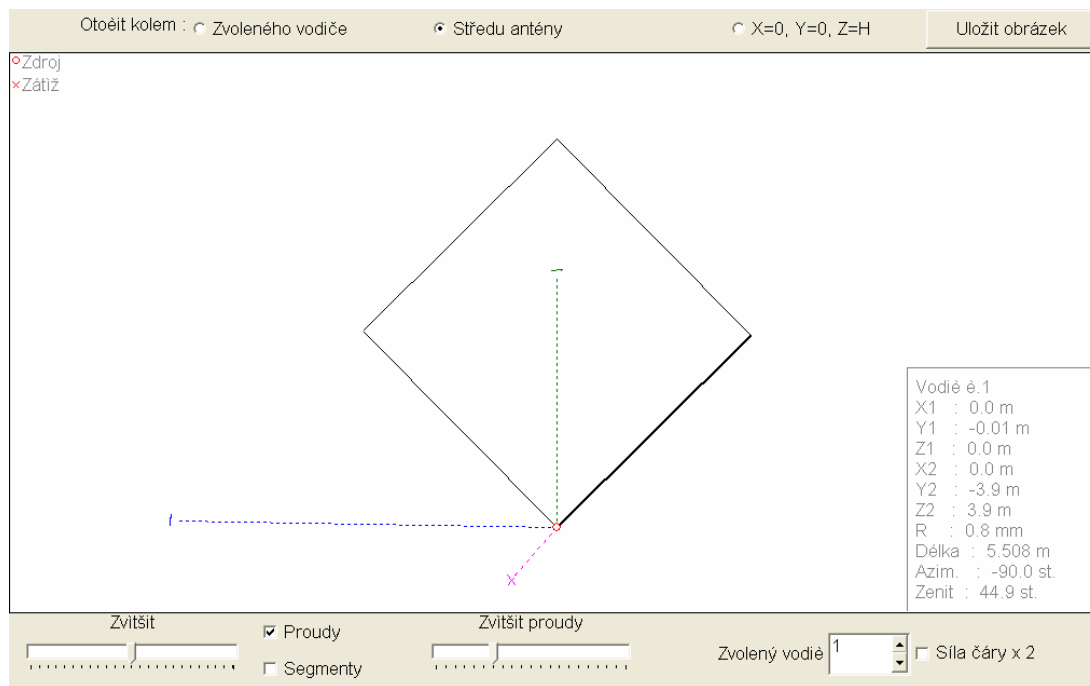 Otoèit kolem : Zvoleného vodiče Středu antény X=0, Y=0, Z=H Uložit obrázek
Zdroj
Zátìž
X
Vodiè è.1
X1 : 0.0 m
Y1 : -0.01 m
Z1 : 0.0 m
X2 : 0.0 m
Y2 : -3.9 m
Z2 : 3.9 m
R : 0.8 mm
Délka : 5.508 m
Azim. : -90.0 st.
Zenit : 44.9 st.
Zvìtšit
Proudy
Segmenty
Zvìtšit proudy
Zvolený vodiè 1
Síla čáry x 2